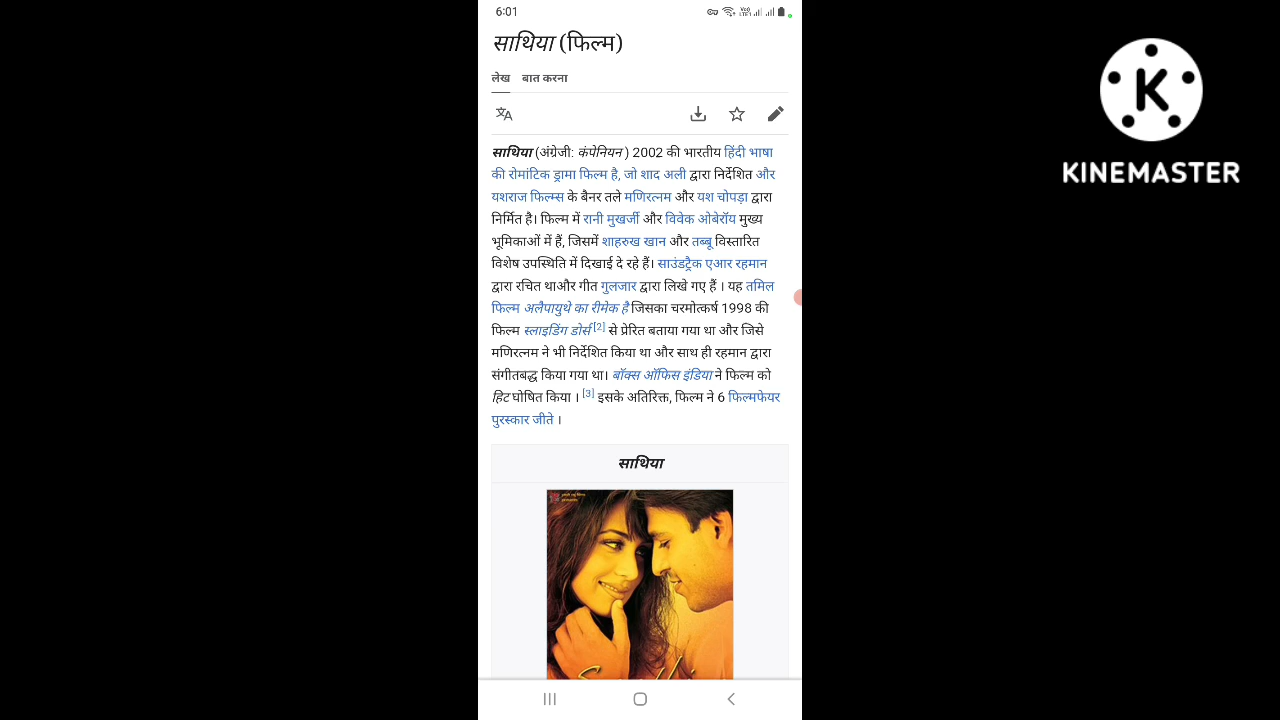 6:01
साथिया (फिल्म)
लेख बात करना
साथिया (अंग्रेजी: कंपेनियन ) 2002 की भारतीय हिंदी भाषा
की रोमांटिक ड्रामा फिल्म है, जो शाद अली द्वारा निर्देशित और
यशराज फिल्म्स के बैनर तले मणिरत्नम और यश चोपड़ा द्वारा
निर्मित है। फिल्म में रानी मुखर्जी और विवेक ओबेरॉय मुख्य
भूमिकाओं में हैं, जिसमें शाहरुख खान और तब्बू विस्तारित
विशेष उपस्थिति में दिखाई दे रहे हैं। साउंडट्रैक एआर रहमान
द्वारा रचित थाऔर गीत गुलजार द्वारा लिखे गए हैं । यह तमिल
फिल्म अलैपायुथे का रीमेक है जिसका चरमोत्कर्ष 1998 की
फिल्म स्लाइडिंग डोर्स [2] से प्रेरित बताया गया था और जिसे
मणिरत्नम ने भी निर्देशित किया था और साथ ही रहमान द्वारा
संगीतबद्ध किया गया था। बॉक्स ऑफिस इंडिया ने फिल्म को
हिट घोषित किया । [3] इसके अतिरिक्त, फिल्म ने 6 फिल्मफेयर
पुरस्कार जीते ।
साथिया
K
KINEMASTER